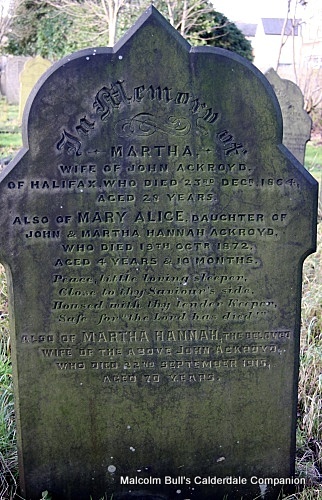 In Memory of
MARTHA,
WIFE OF JOHN ACKROYD,
OF HALIFAX, WHO DIED 23RD DECR. 1864,
AGED 28 YEARS.
ALSO OF MARY ALICE, DAUGHTER OF
JOHN & MARTHA HANNAH ACKROYD,
WHO DIED 19TH OCTR. 1872,
AGED 4 YEARS & 10 MONTHS.
Peace, little loving sleeper,
Close to thy Saviour's side,
Housed with thy tender Keeper,
Safe for the Lord has died."
ALSO OF MARTHA HANNAH, THE BELOVED
WIFE OF THE ABOVE JOHN ACKROYD,
WHO DIED 22ND SEPTEMBER 1915,
AGED 70 YEARS.
Malcolm Bull's Calderdale Companion